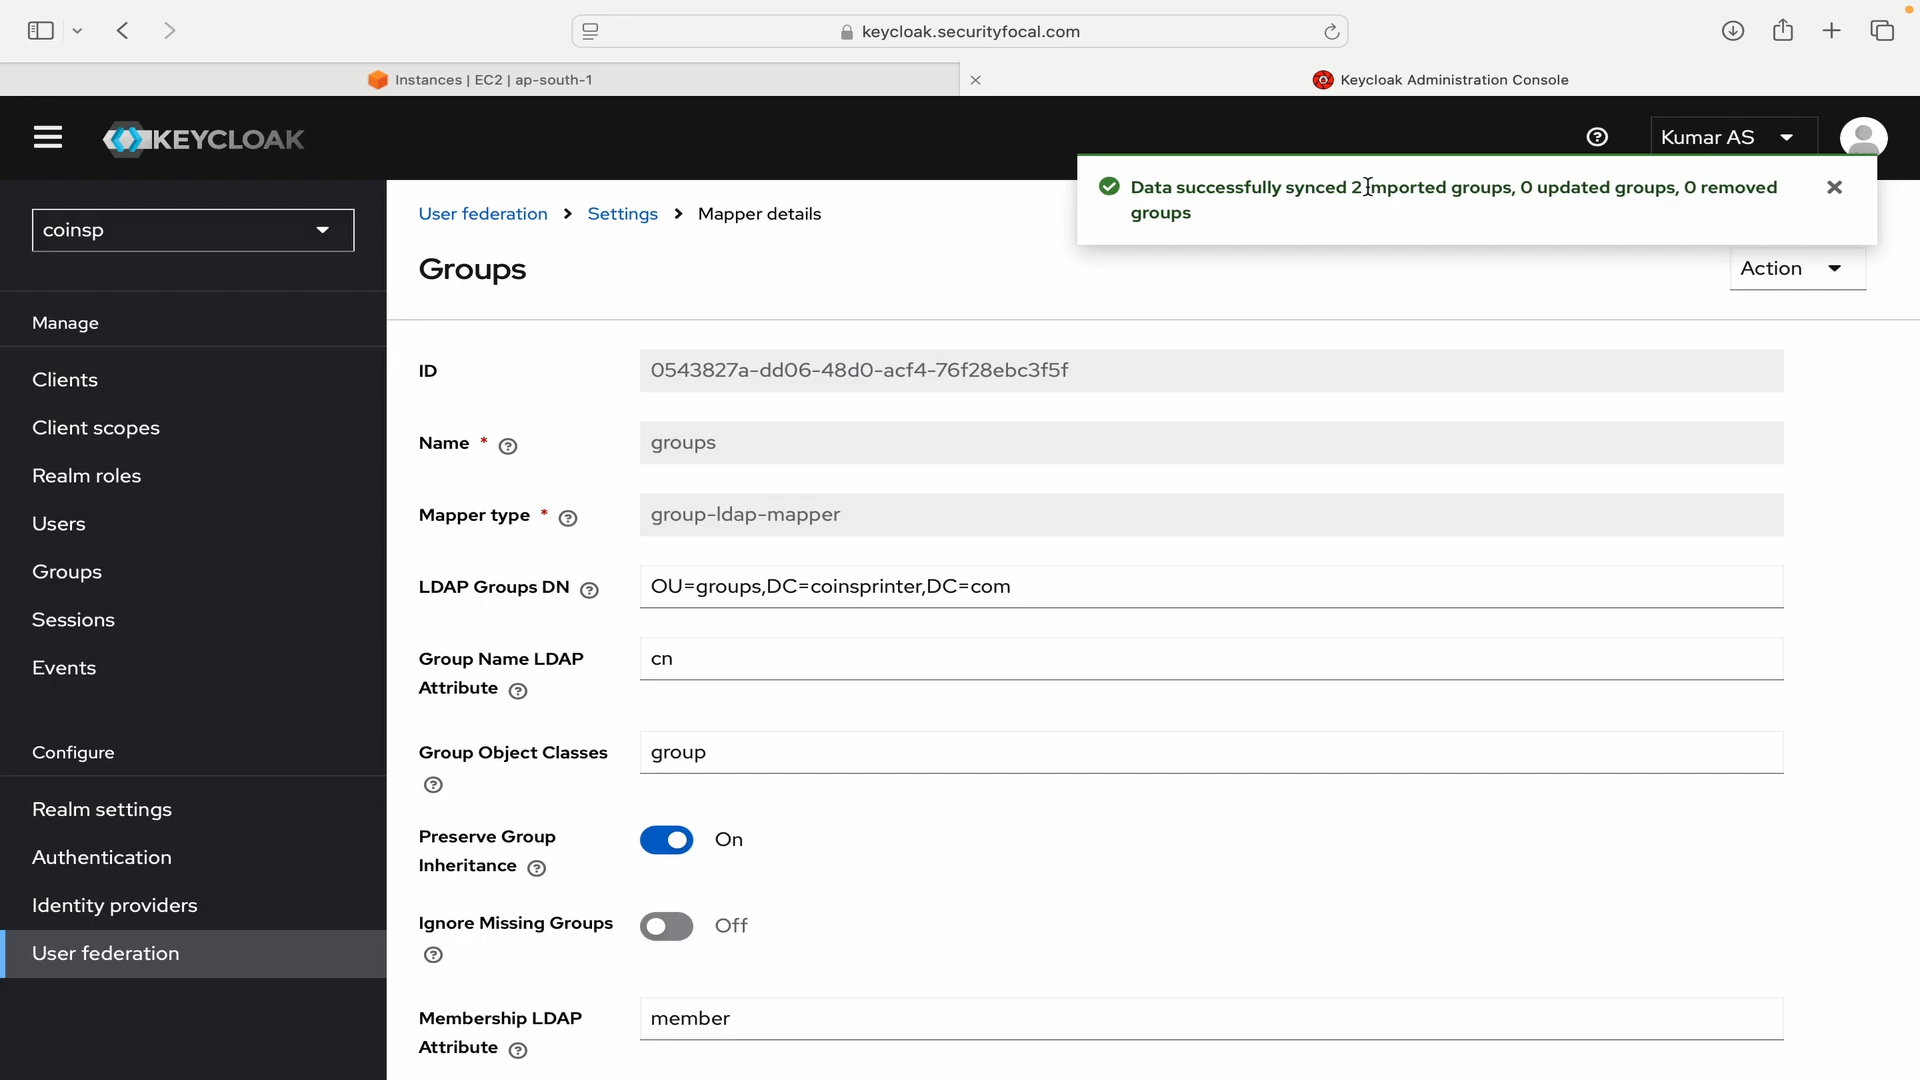 keycloak.securityfocal.com
Instances | EC2 | ap-south-1
Keycloak Administration Console
KEYCLOAK
Kumar AS
Data successfully synced 2 imported groups, 0 updated groups, 0 removed
groups
coinsp
User federation
Settings
Mapper details
Groups
Action
Manage
Clients
Client scopes
Realm roles
Users
Groups
Sessions
Events
Configure
Realm settings
Authentication
Identity providers
User federation
ID
0543827a-dd06-48d0-acf4-76f28ebc3f5f
Name *
groups
Mapper type *
group-ldap-mapper
LDAP Groups DN
OU=groups,DC=coinsprinter,DC=com
Group Name LDAP
Attribute
cn
Group Object Classes
group
Preserve Group
Inheritance
On
Ignore Missing Groups
Off
Membership LDAP
Attribute
member